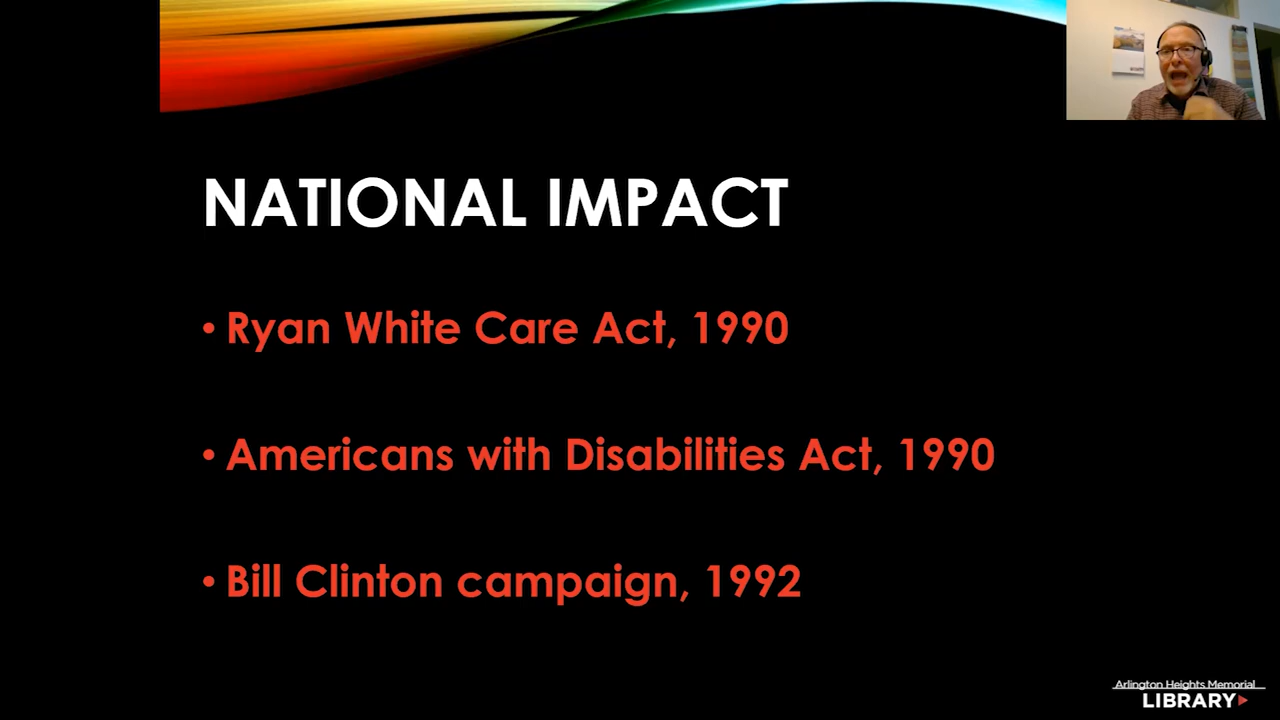 NATIONAL IMPACT
• Ryan White Care Act, 1990
• Americans with Disabilities Act, 1990
• Bill Clinton campaign, 1992
Arlington Heights Memorial
LIBRARY